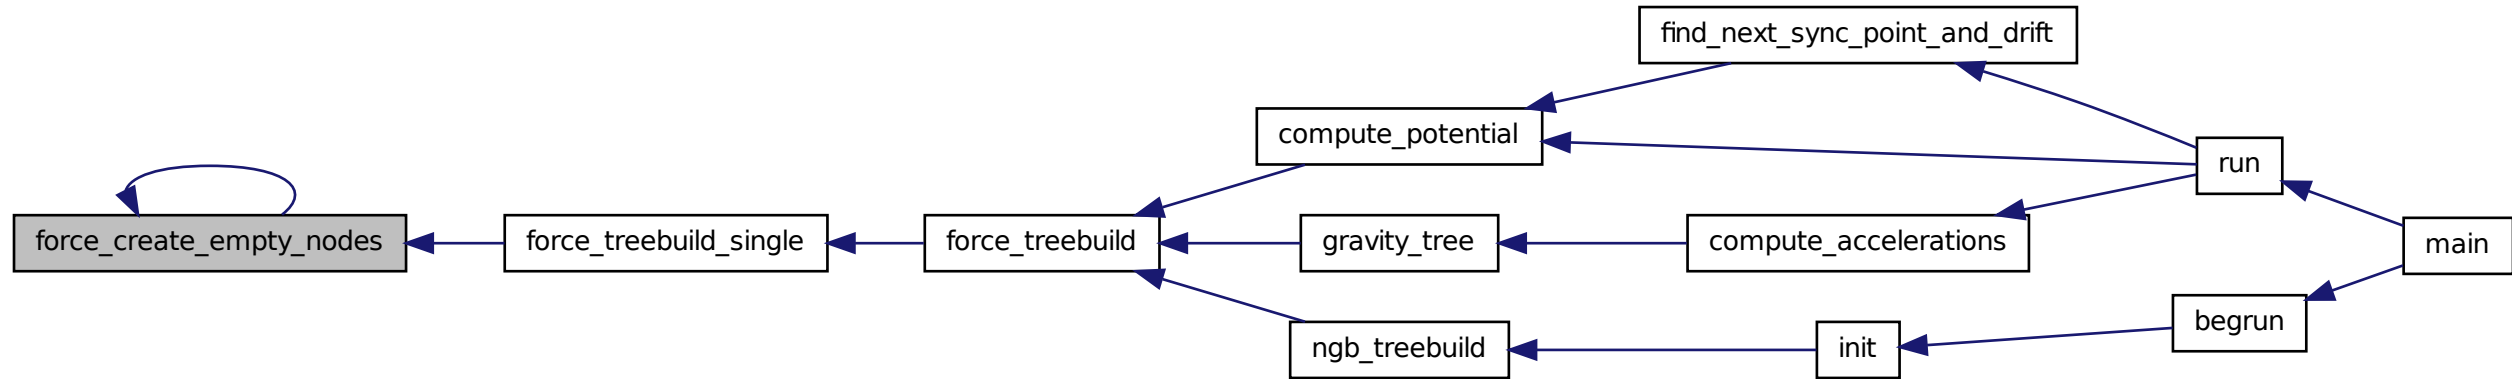 find_next_sync_point_and_drift
compute_potential
run
force_create_empty_nodes
force_treebuild_single
force_treebuild
gravity_tree
compute_accelerations
main
begrun
ngb_treebuild
init